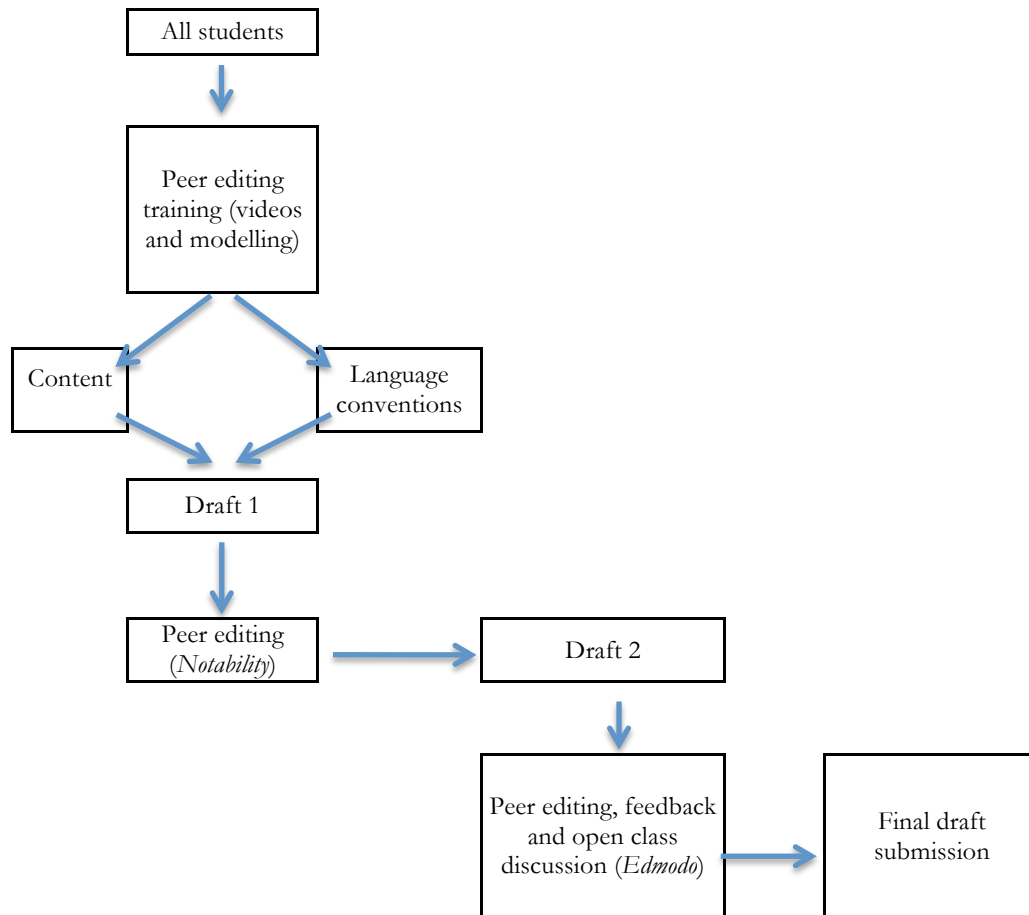 All students
Peer editing
training (videos
and modelling)
Content
Language
conventions
Draft 1
Peer editing
(Notability)
Draft 2
Peer editing, feedback
and open class
discussion (Edmodo)
Final draft
submission